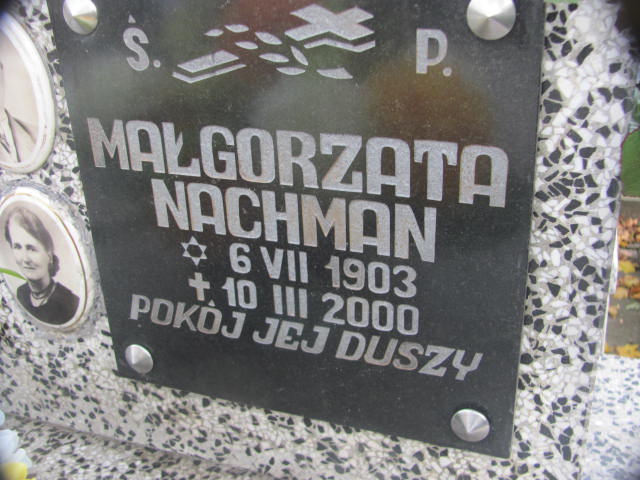 Ś. P.
MAŁGORZATA
NACHMAN
✡ 6 VII 1903
✝ 10 III 2000
POKÓJ JEJ DUSZY